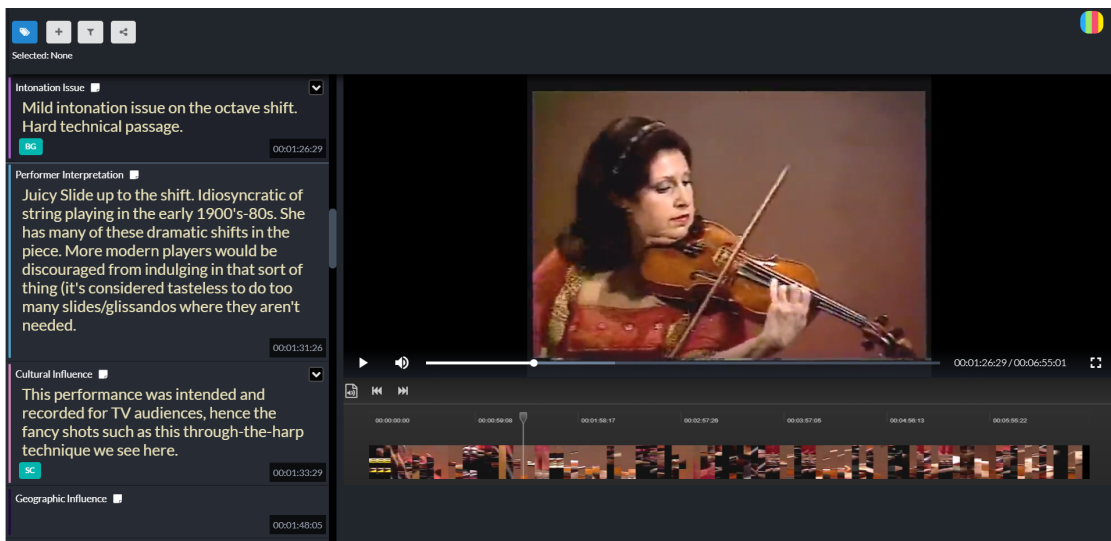 Selected: None
Intonation Issue
Mild intonation issue on the octave shift.
Hard technical passage.
BG
00:01:26:29
Performer Interpretation
Juicy Slide up to the shift. Idiosyncratic of
string playing in the early 1900's-80s. She
has many of these dramatic shifts in the
piece. More modern players would be
discouraged from indulging in that sort of
thing (it's considered tasteless to do too
many slides/glissandos where they aren't
needed.
00:01:31:26
Cultural Influence
This performance was intended and
recorded for TV audiences, hence the
fancy shots such as this through-the-harp
technique we see here.
SC
00:01:33:29
Geographic Influence
00:01:48:05
00:01:26:29 / 00:06:55:01
00:00:00:00 00:00:59:08 00:01:58:17 00:02:57:26 00:03:57:05 00:04:56:13 00:05:55:22